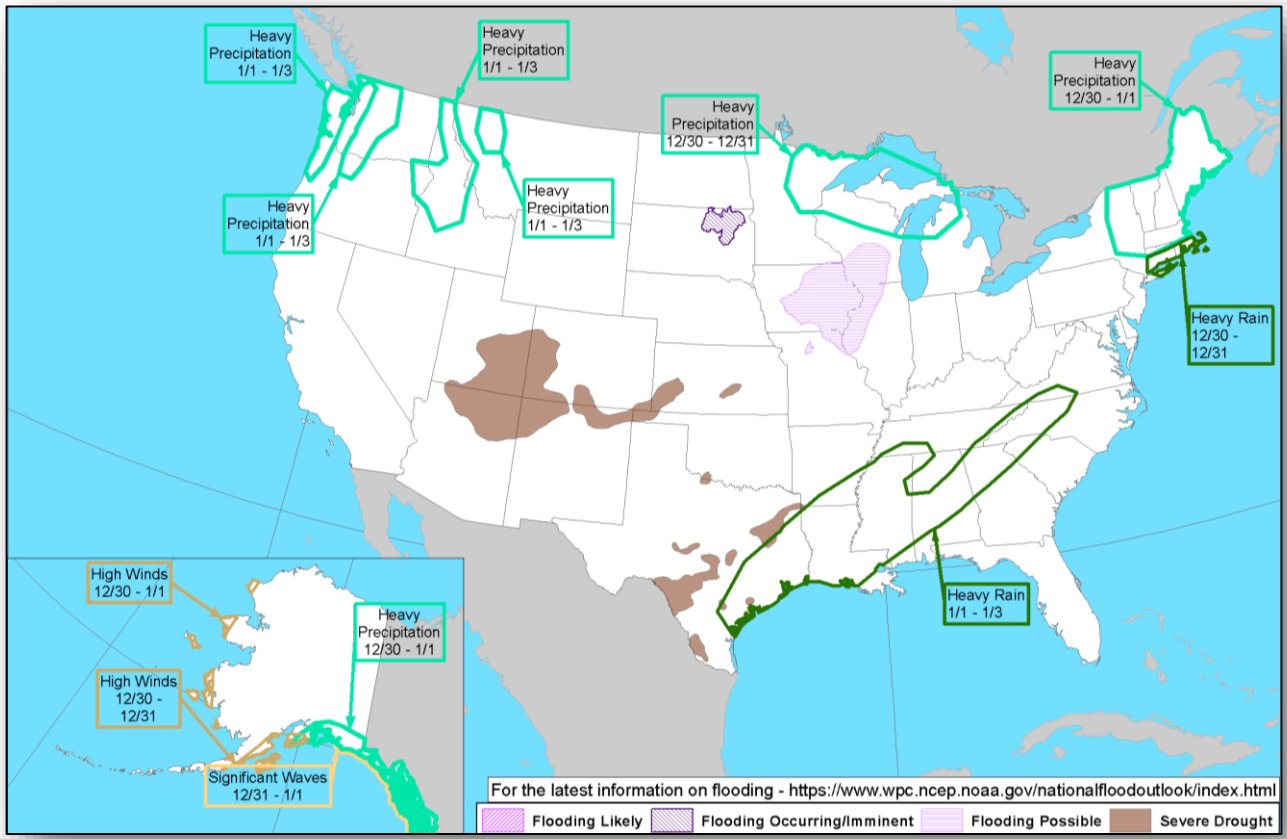 Heavy
Precipitation
1/1 - 1/3
Heavy
Precipitation
1/1 - 1/3
Heavy
Precipitation
12/30 - 1/1
Heavy
Precipitation
12/30 - 12/31
Heavy
Precipitation
1/1 - 1/3
Heavy
Precipitation
1/1 - 1/3
Heavy Rain
12/30 -
12/31
High Winds
12/30 - 1/1
Heavy
Precipitation
12/30 - 1/1
Heavy Rain
1/1 - 1/3
High Winds
12/30 -
12/31
Significant Waves
12/31 - 1/1
For the latest information on flooding - https://www.wpc.ncep.noaa.gov/nationalfloodoutlook/index.html
Flooding Likely Flooding Occurring/Imminent Flooding Possible Severe Drought